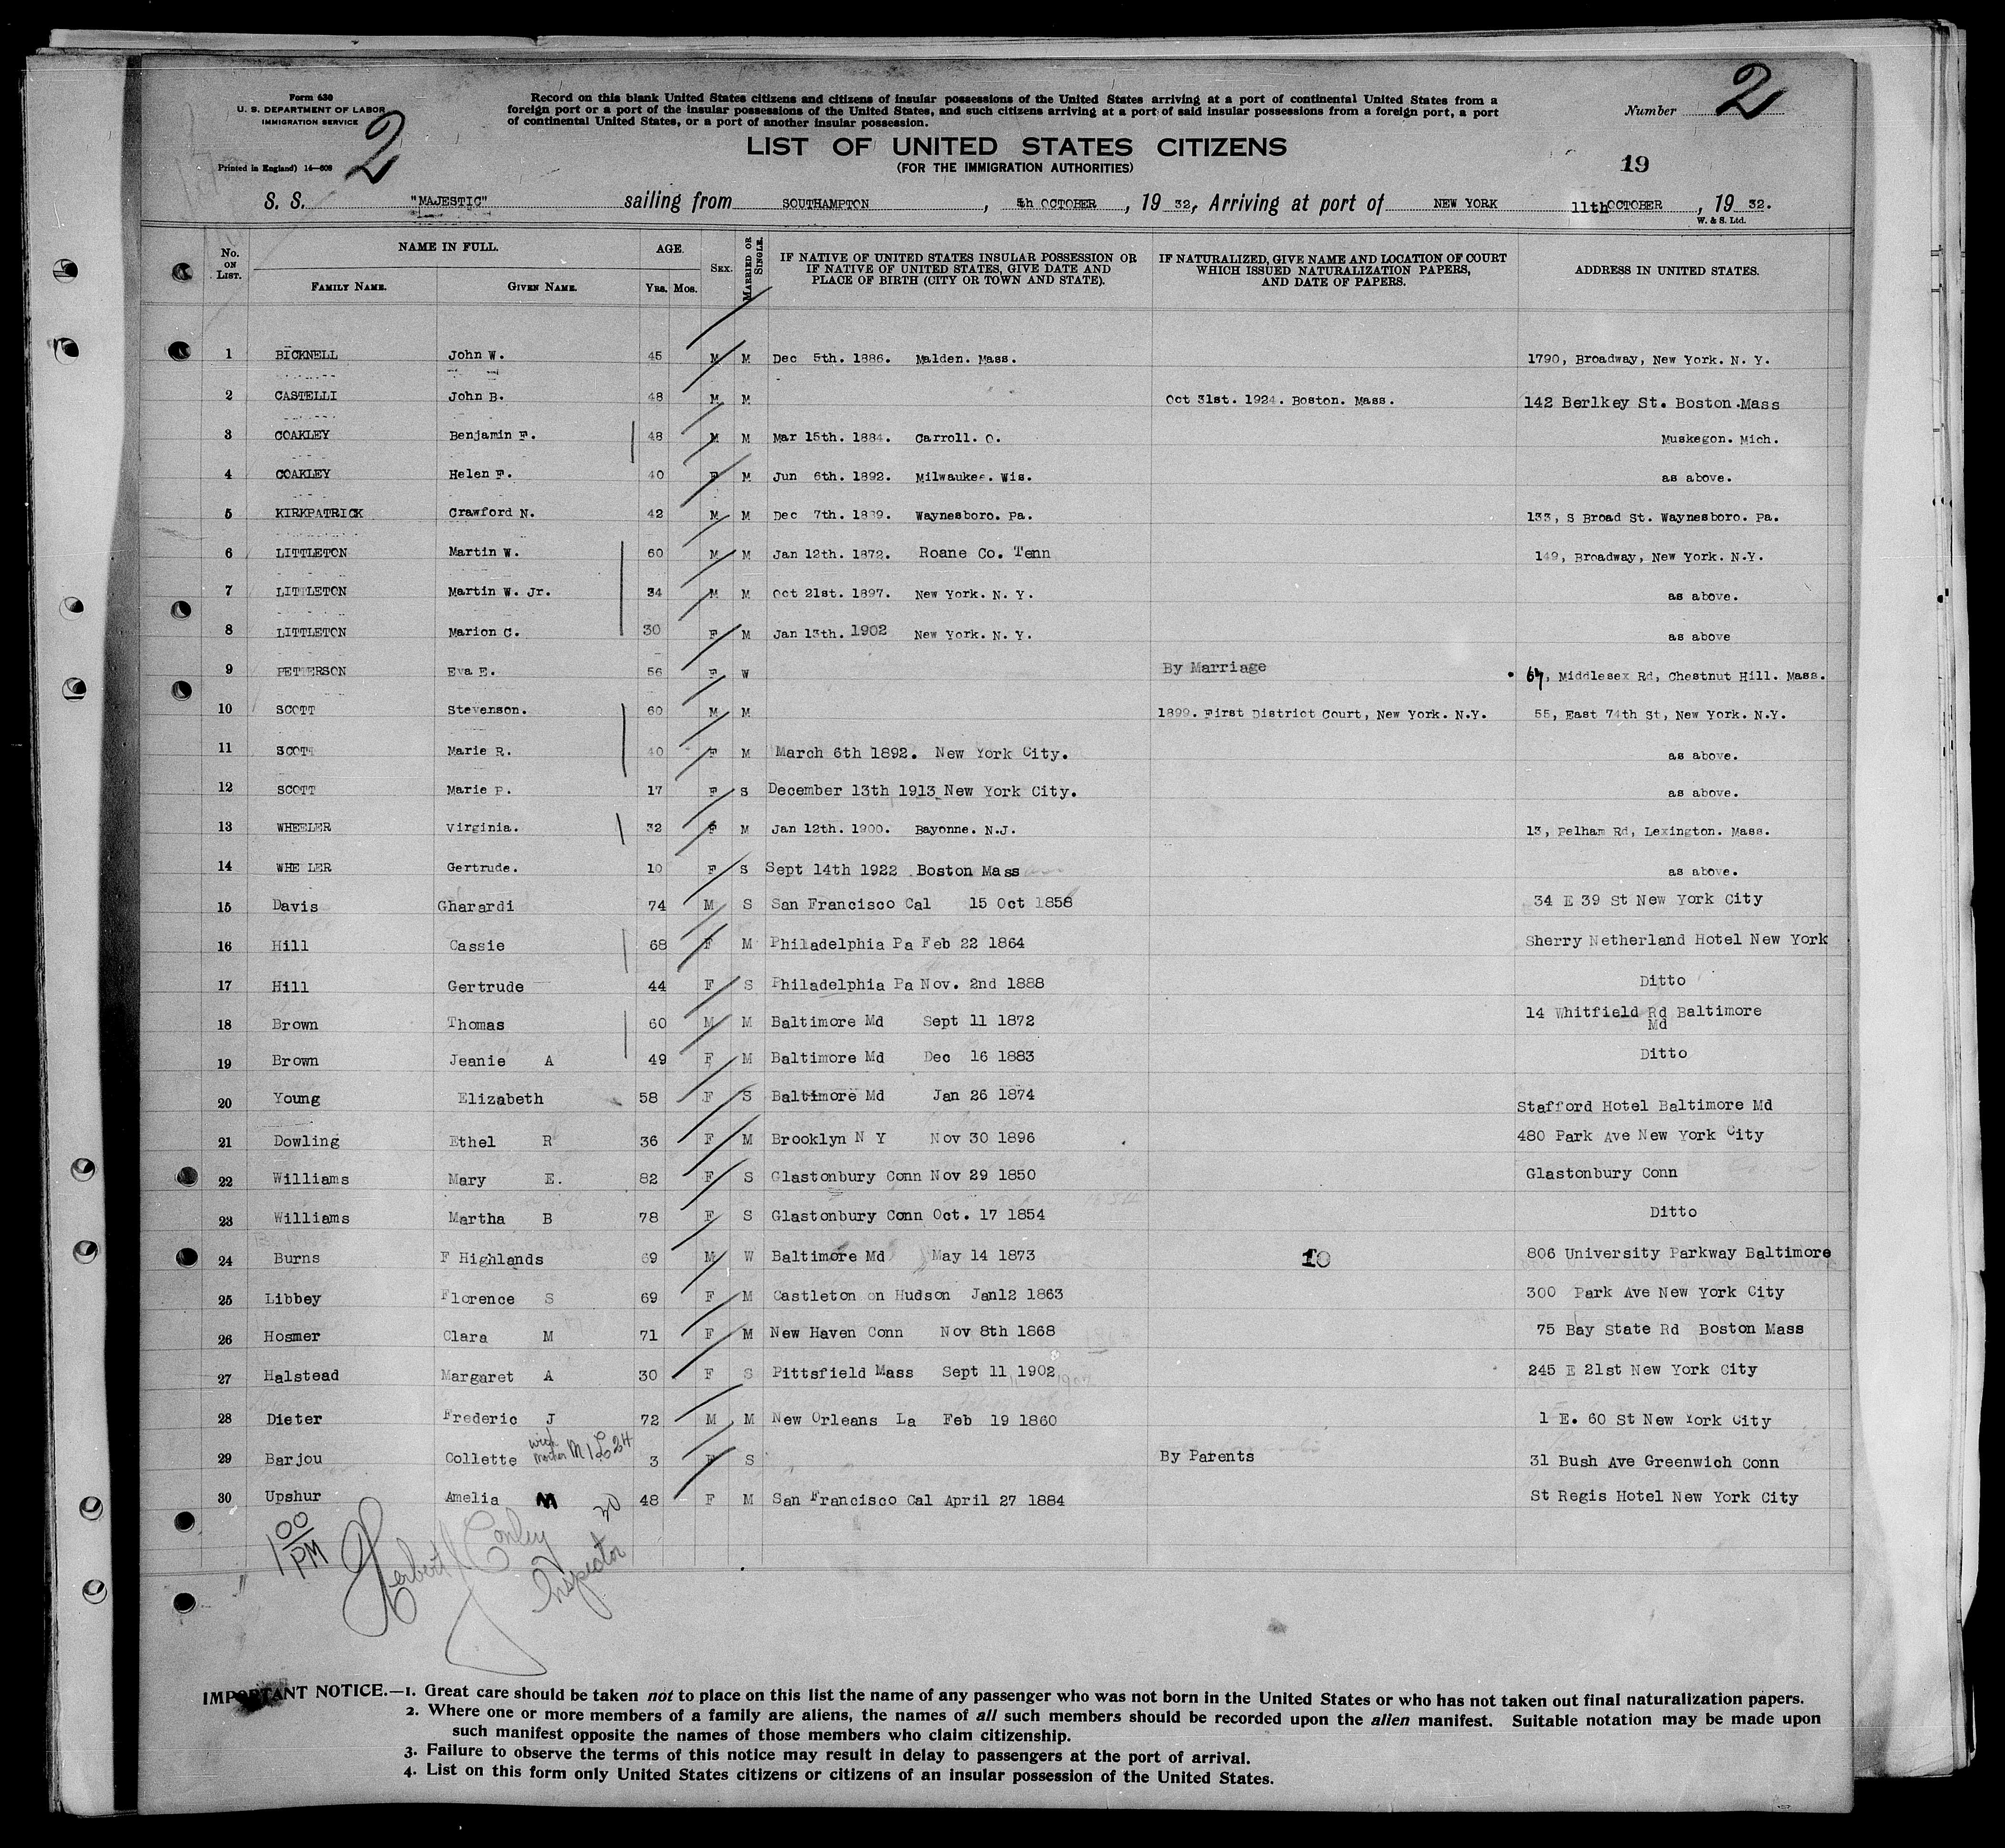 Form 630
U. S. DEPARTMENT OF LABOR
IMMIGRATION SERVICE
Printed in England) 14—608
2
Record on this blank United States citizens and citizens of insular possessions of the United States arriving at a port of continental United States from a
foreign port or a port of the insular possessions of the United States, and such citizens arriving at a port of said insular possessions from a foreign port, a port
of continental United States, or a port of another insular possession.
Number 2
LIST OF UNITED STATES CITIZENS
(FOR THE IMMIGRATION AUTHORITIES)
19
S. S. "MAJESTIC" sailing from SOUTHAMPTON, 5h OCTOBER, 19 32, Arriving at port of NEW YORK 11th OCTOBER, 19 32.
W. & S. Ltd.
No. ON LIST. NAME IN FULL. FAMILY NAME. GIVEN NAME. AGE. YRS. MOS. SEX. MARRIED OR SINGLE. IF NATIVE OF UNITED STATES INSULAR POSSESSION OR IF NATIVE OF UNITED STATES, GIVE DATE AND PLACE OF BIRTH (CITY OR TOWN AND STATE). IF NATURALIZED, GIVE NAME AND LOCATION OF COURT WHICH ISSUED NATURALIZATION PAPERS, AND DATE OF PAPERS. ADDRESS IN UNITED STATES.
1 BICKNELL John W. 45 M M Dec 5th. 1886. Malden. Mass. 1790, Broadway, New York. N. Y.
2 CASTELLI John B. 48 M M Oct 31st. 1924. Boston. Mass. 142 Berlkey St. Boston.Mass
3 COAKLEY Benjamin F. 48 M M Mar 15th. 1884. Carroll. O. Muskegon. Mich.
4 COAKLEY Helen F. 40 F M Jun 6th. 1892. Milwaukee. Wis. as above.
5 KIRKPATRICK Crawford N. 42 M M Dec 7th. 1889. Waynesboro. Pa. 133, S Broad St. Waynesboro. Pa.
6 LITTLETON Martin W. 60 M M Jan 12th. 1872. Roane Co. Tenn 149, Broadway, New York. N.Y.
7 LITTLETON Martin W. Jr. 34 M M Oct 21st. 1897. New York. N. Y. as above.
8 LITTLETON Marion C. 30 F M Jan 13th. 1902 New York. N. Y. as above
9 PETTERSON Eva E. 56 F W By Marriage 67, Middlesex Rd, Chestnut Hill. Mass.
10 SCOTT Stevenson. 60 M M 1899. First District Court, New York. N.Y. 55, East 74th St, New York. N.Y.
11 SCOTT Marie R. 40 F M March 6th 1892. New York City. as above.
12 SCOTT Marie P. 17 F S December 13th 1913 New York City. as above.
13 WHEELER Virginia. 32 F M Jan 12th. 1900. Bayonne. N.J. 13, Pelham Rd, Lexington. Mass.
14 WHE LER Gertrude. 10 F S Sept 14th 1922 Boston Mass as above.
15 Davis Gharardi 74 M S San Francisco Cal 15 Oct 1858 34 E 39 St New York City
16 Hill Cassie 68 F M Philadelphia Pa Feb 22 1864 Sherry Netherland Hotel New York
17 Hill Gertrude 44 F S Philadelphia Pa Nov. 2nd 1888 Ditto
18 Brown Thomas 60 M M Baltimore Md Sept 11 1872 14 Whitfield Rd Baltimore Md
19 Brown Jeanie A 49 F M Baltimore Md Dec 16 1883 Ditto
20 Young Elizabeth 58 F S Baltimore Md Jan 26 1874 Stafford Hotel Baltimore Md
21 Dowling Ethel R 36 F M Brooklyn N Y Nov 30 1896 480 Park Ave New York City
22 Williams Mary E. 82 F S Glastonbury Conn Nov 29 1850 Glastonbury Conn
23 Williams Martha B 78 F S Glastonbury Conn Oct. 17 1854 Ditto
24 Burns F Highlands 69 M W Baltimore Md May 14 1873 10 806 University Parkway Baltimore
25 Libbey Florence S 69 F M Castleton on Hudson Jan12 1863 300 Park Ave New York City
26 Hosmer Clara M 71 F M New Haven Conn Nov 8th 1868 75 Bay State Rd Boston Mass
27 Halstead Margaret A 30 F S Pittsfield Mass Sept 11 1902 245 E 21st New York City
28 Dieter Frederic J 72 M M New Orleans La Feb 19 1860 1 E. 60 St New York City
29 Barjou Collette with mother 3 F S By Parents 31 Bush Ave Greenwich Conn
30 Upshur Amelia M 48 F M San Francisco Cal April 27 1884 St Regis Hotel New York City
30
1 00 PM
Herbert J Conley
Inspector
IMPORTANT NOTICE.—1. Great care should be taken not to place on this list the name of any passenger who was not born in the United States or who has not taken out final naturalization papers.
2. Where one or more members of a family are aliens, the names of all such members should be recorded upon the alien manifest. Suitable notation may be made upon
such manifest opposite the names of those members who claim citizenship.
3. Failure to observe the terms of this notice may result in delay to passengers at the port of arrival.
4. List on this form only United States citizens or citizens of an insular possession of the United States.